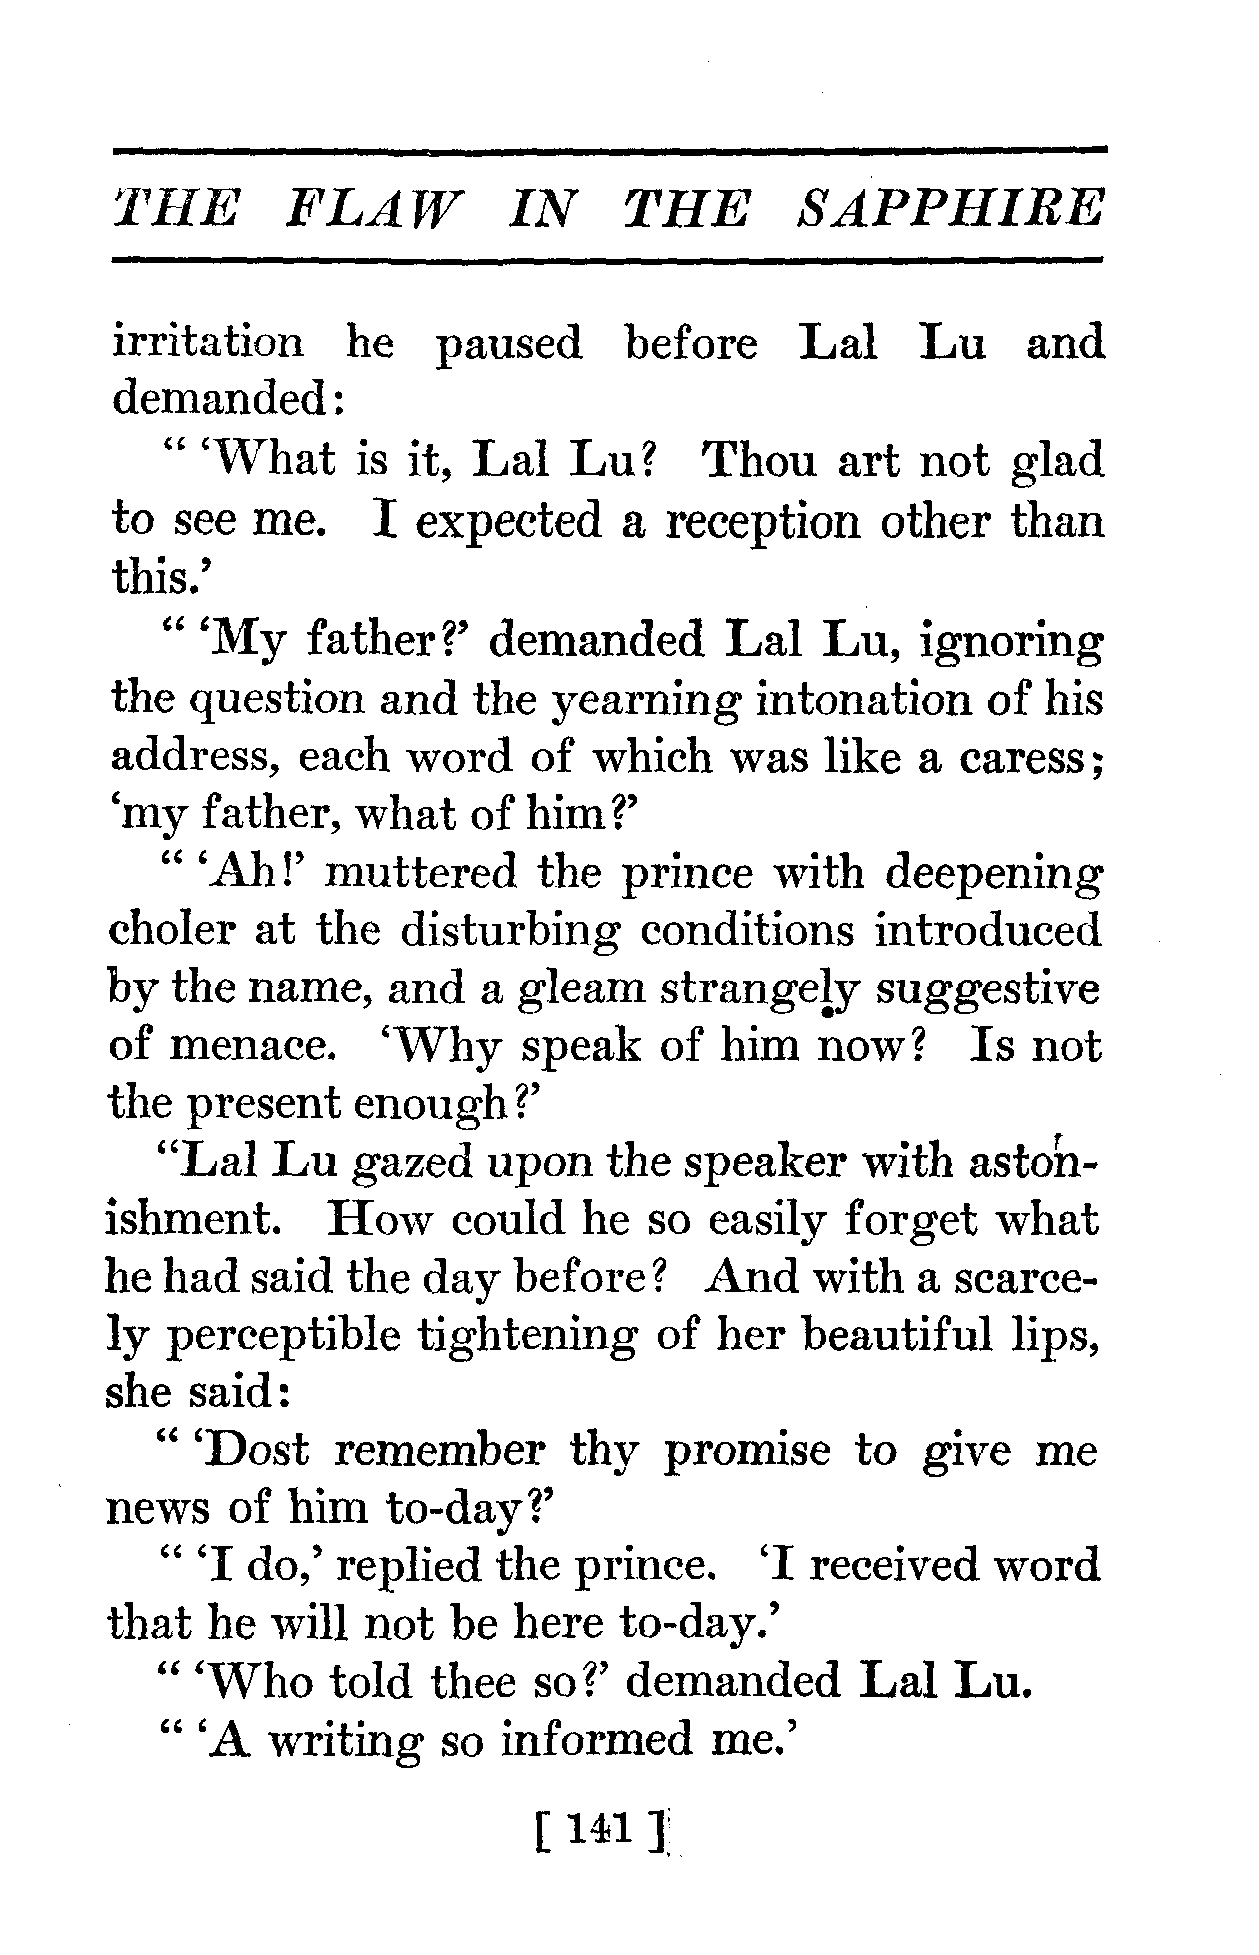 THE FLAW IN THE SAPPHIRE
irritation he paused before Lal Lu and
demanded:
" 'What is it, Lal Lu? Thou art not glad
to see me. I expected a reception other than
this.'
" 'My father?' demanded Lal Lu, ignoring
the question and the yearning intonation of his
address, each word of which was like a caress;
'my father, what of him?'
" 'Ah!' muttered the prince with deepening
choler at the disturbing conditions introduced
by the name, and a gleam strangely suggestive
of menace. 'Why speak of him now? Is not
the present enough?'
"Lal Lu gazed upon the speaker with aston-
ishment. How could he so easily forget what
he had said the day before? And with a scarce-
ly perceptible tightening of her beautiful lips,
she said:
" 'Dost remember thy promise to give me
news of him to-day?'
" 'I do,' replied the prince. 'I received word
that he will not be here to-day.'
" 'Who told thee so?' demanded Lal Lu.
" 'A writing so informed me.'
[ 141 ]